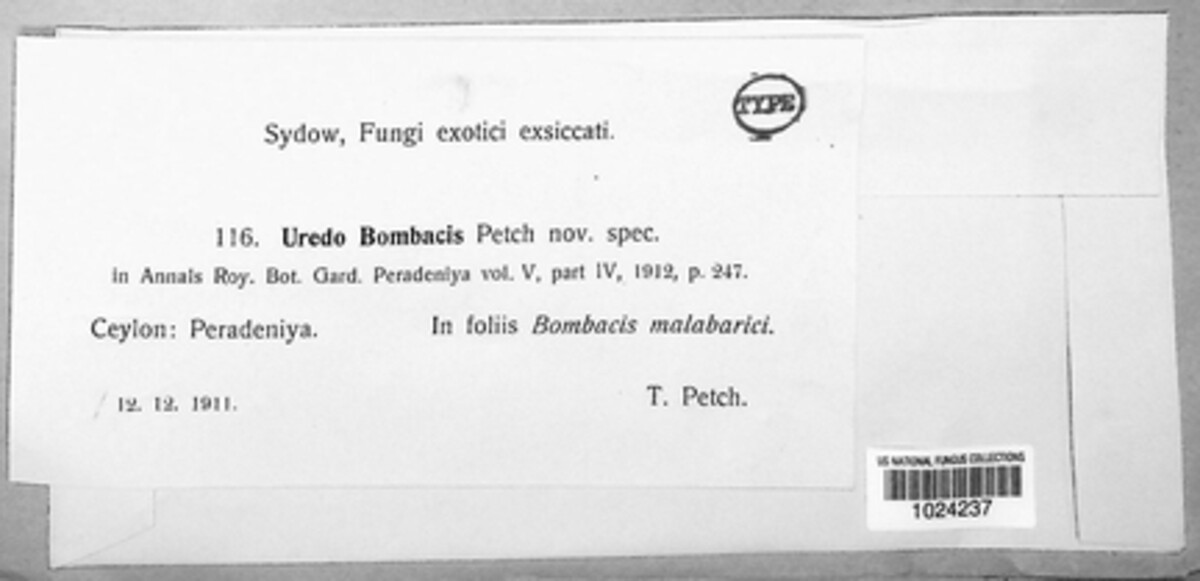 TYPE
Sydow, Fungi exotici exsiccati.
116. Uredo Bombacis Petch nov. spec.
in Annals Roy. Bot. Gard. Peradeniya vol. V, part IV, 1912, p. 247.
Ceylon: Peradeniya. In foliis Bombacis malabarici.
12. 12. 1911. T. Petch.
US NATIONAL FUNGUS COLLECTIONS
1024237